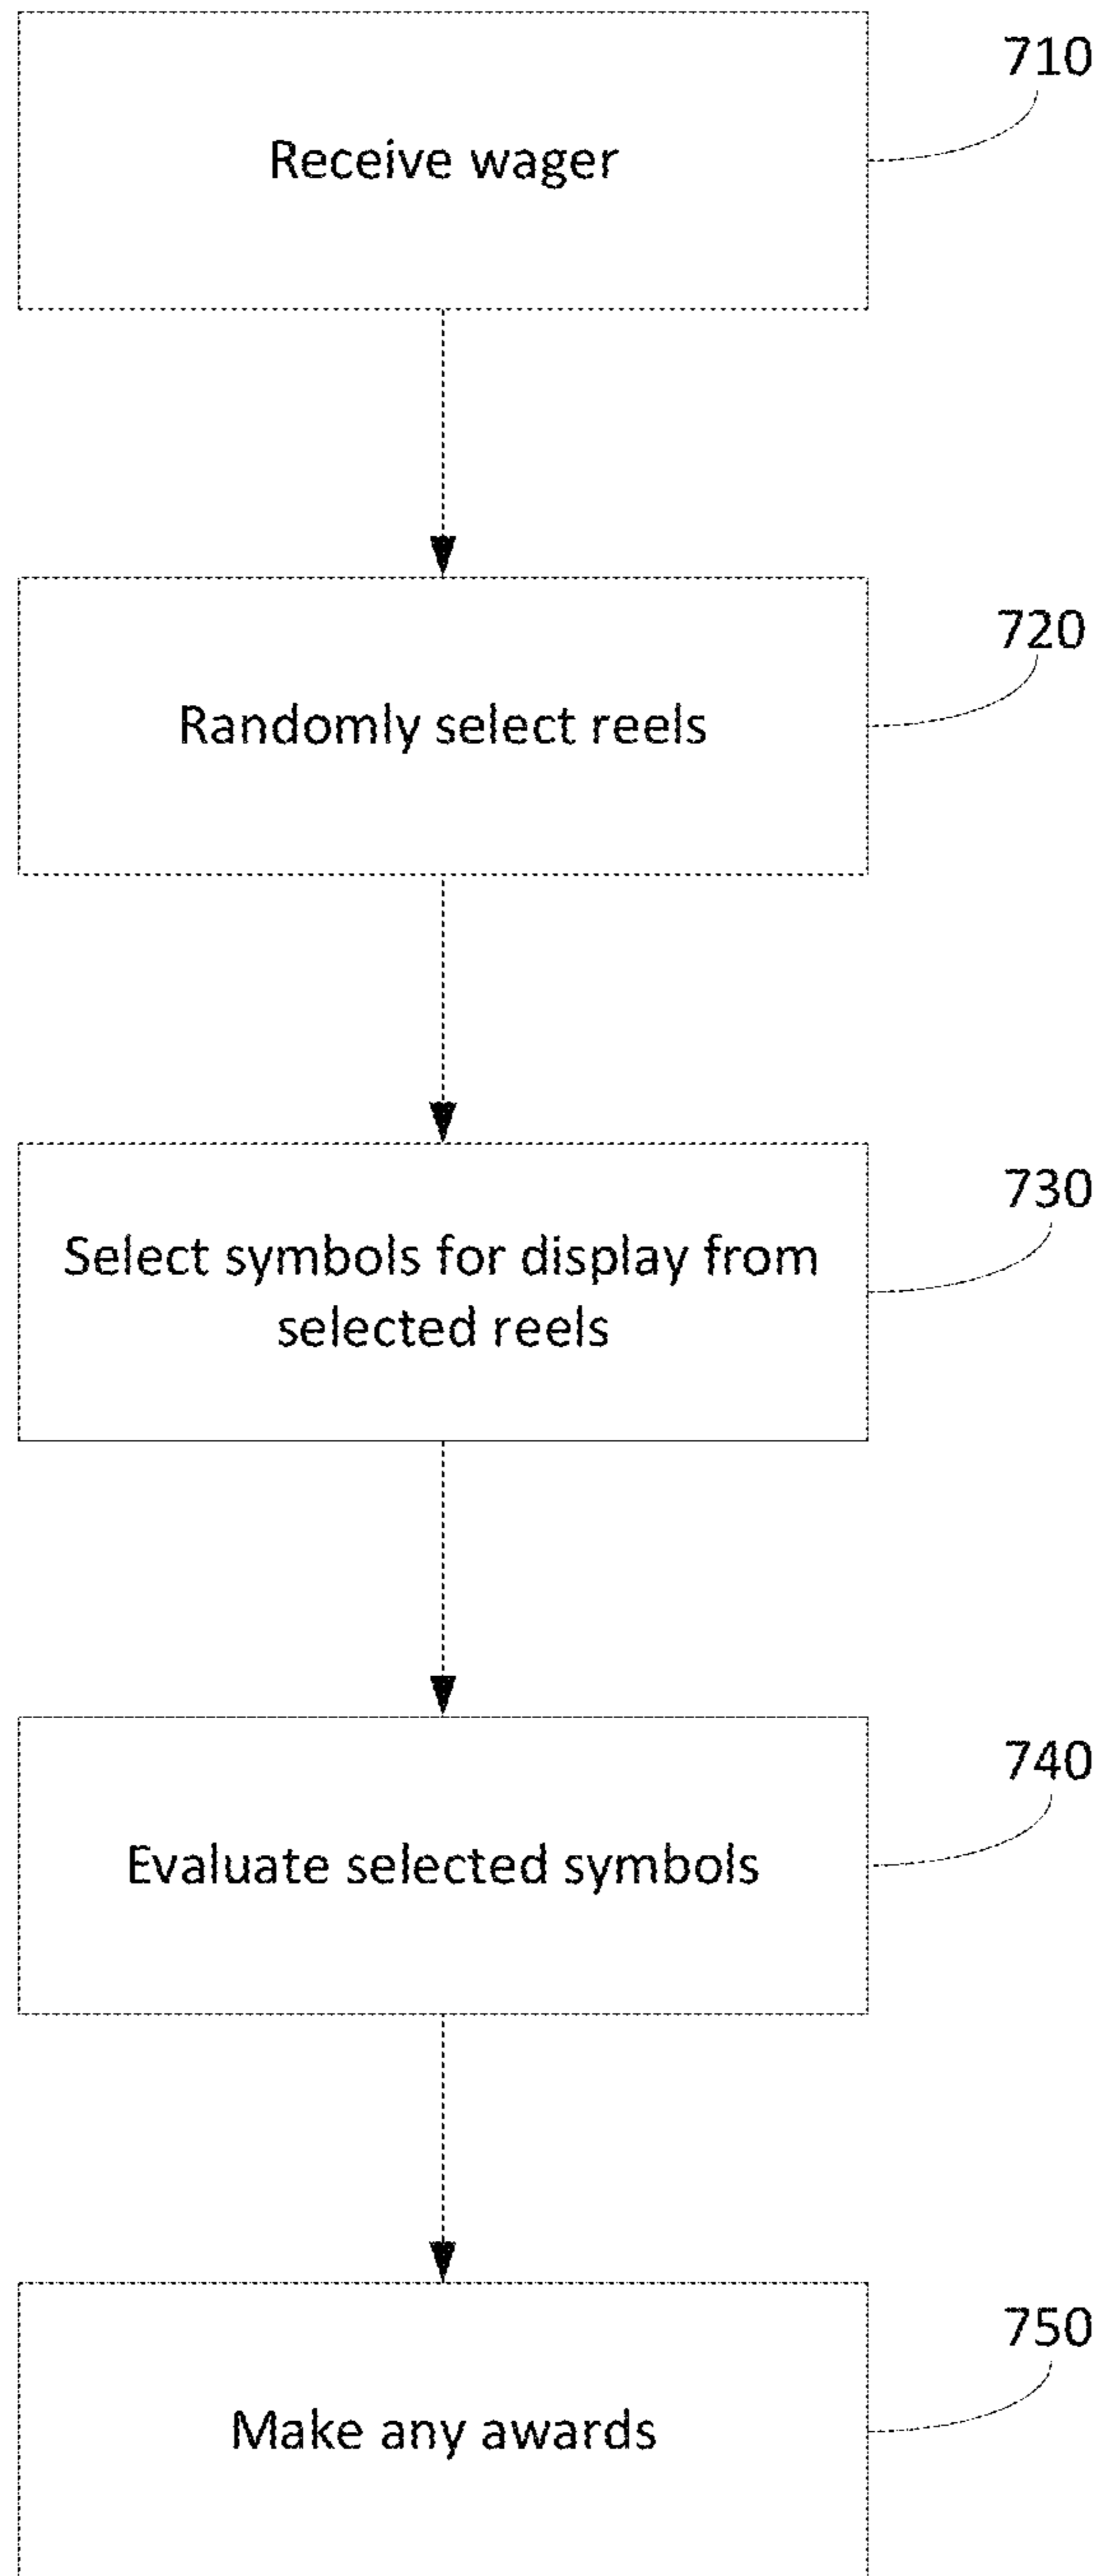 710
Receive wager
720
Randomly select reels
730
Select symbols for display from
selected reels
740
Evaluate selected symbols
750
Make any awards